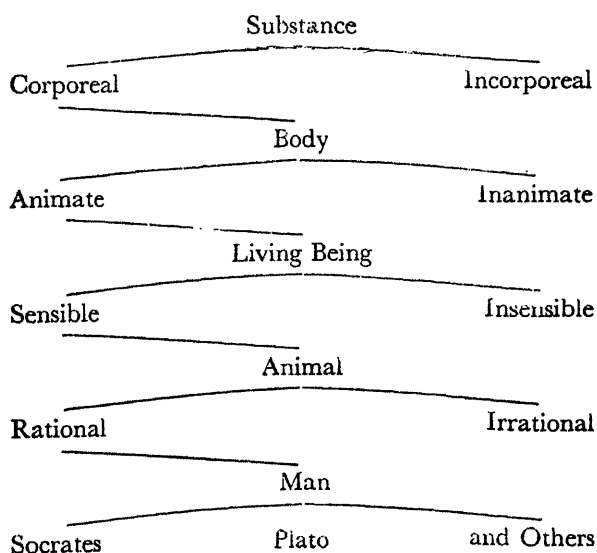 Substance
Corporeal Incorporeal
Body
Animate Inanimate
Living Being
Sensible Insensible
Animal
Rational Irrational
Man
Socrates Plato and Others